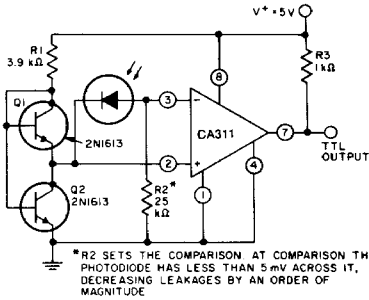 V+ = 5V
R1
3.9 kΩ
R3
1kΩ
Q1
2N1613
8
3
−
CA311
7
TTL
OUTPUT
2
+
4
1
R2*
25
kΩ
Q2
2N1613
*R2 SETS THE COMPARISON. AT COMPARISON TH
PHOTODIODE HAS LESS THAN 5mV ACROSS IT,
DECREASING LEAKAGES BY AN ORDER OF
MAGNITUDE